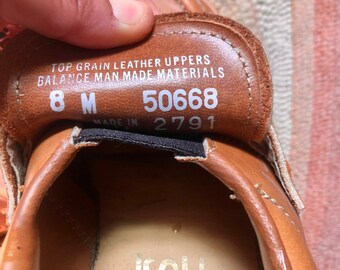 TOP GRAIN LEATHER UPPERS
BALANCE MAN MADE MATERIALS
8 M 50668
MADE IN 2791